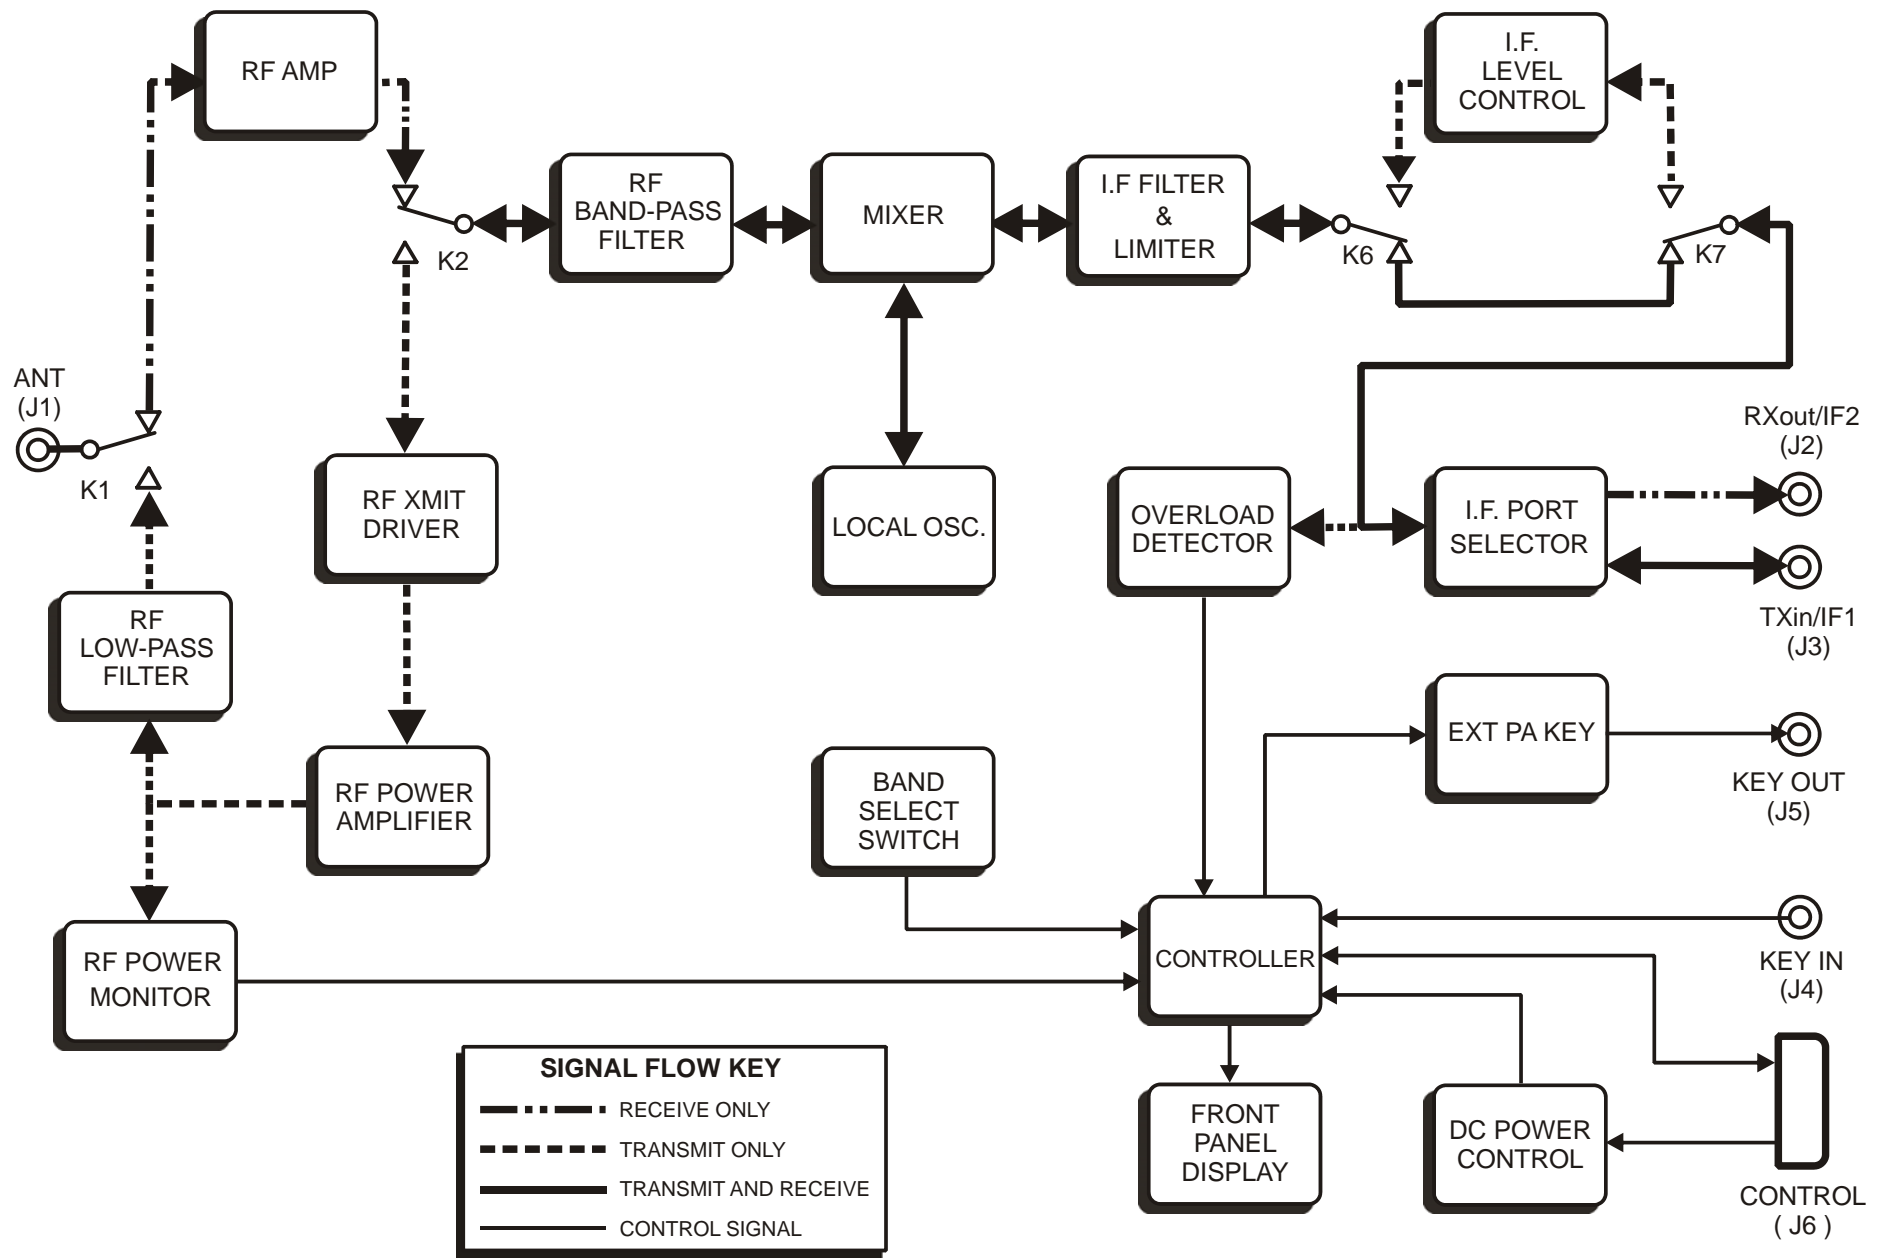 RF AMP
I.F.
LEVEL
CONTROL
RF
BAND-PASS
FILTER
MIXER
I.F FILTER
&
LIMITER
K2
K6
K7
ANT
(J1)
K1
RF XMIT
DRIVER
LOCAL OSC.
OVERLOAD
DETECTOR
I.F. PORT
SELECTOR
RXout/IF2
(J2)
TXin/IF1
(J3)
RF
LOW-PASS
FILTER
RF POWER
AMPLIFIER
BAND
SELECT
SWITCH
EXT PA KEY
KEY OUT
(J5)
RF POWER
MONITOR
CONTROLLER
KEY IN
(J4)
FRONT
PANEL
DISPLAY
DC POWER
CONTROL
CONTROL
( J6 )
SIGNAL FLOW KEY
RECEIVE ONLY
TRANSMIT ONLY
TRANSMIT AND RECEIVE
CONTROL SIGNAL